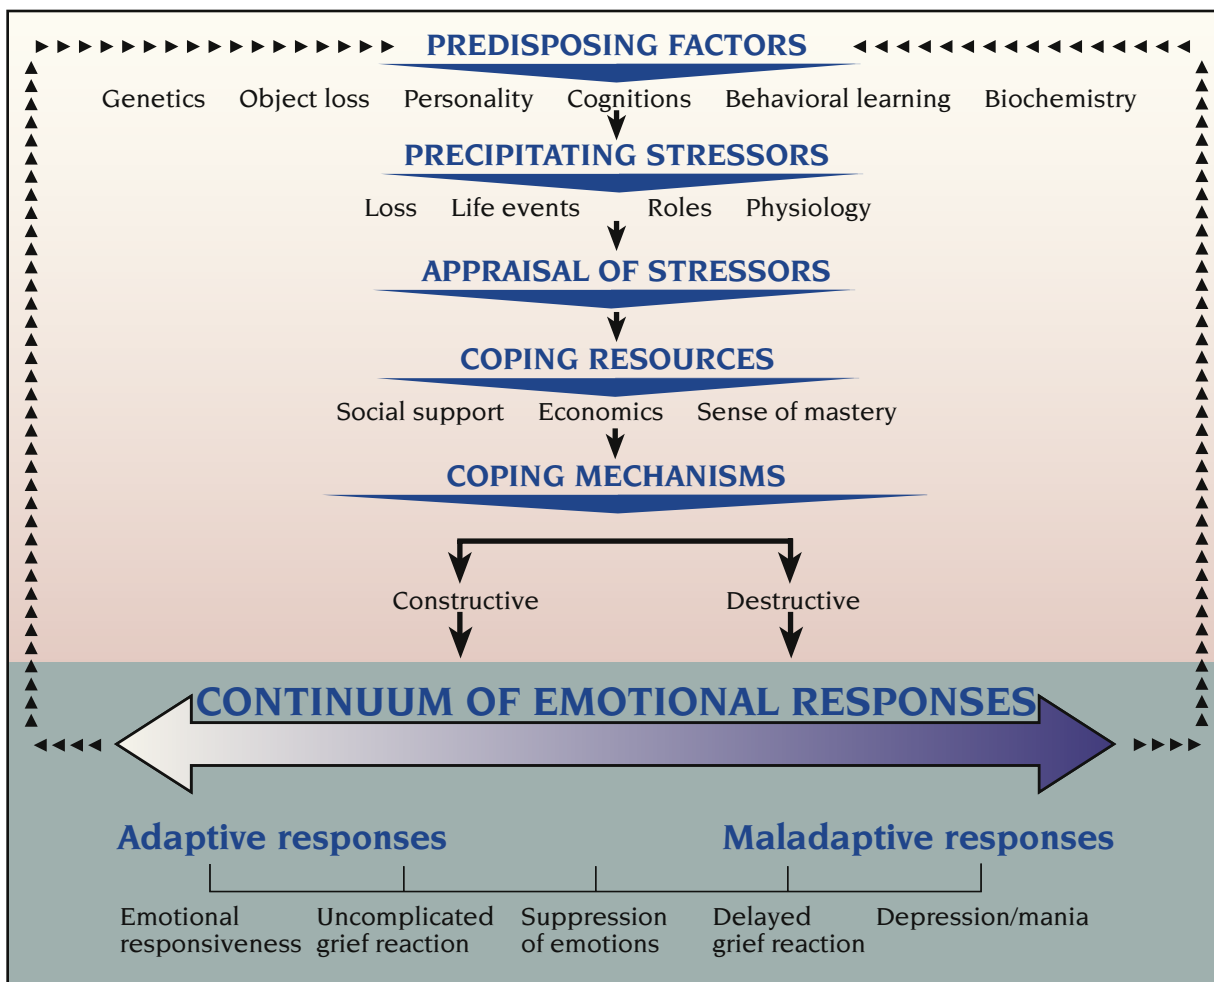 PREDISPOSING FACTORS
Genetics Object loss Personality Cognitions Behavioral learning Biochemistry
PRECIPITATING STRESSORS
Loss Life events Roles Physiology
APPRAISAL OF STRESSORS
COPING RESOURCES
Social support Economics Sense of mastery
COPING MECHANISMS
Constructive Destructive
CONTINUUM OF EMOTIONAL RESPONSES
Adaptive responses Maladaptive responses
Emotional
responsiveness
Uncomplicated
grief reaction
Suppression
of emotions
Delayed
grief reaction
Depression/mania